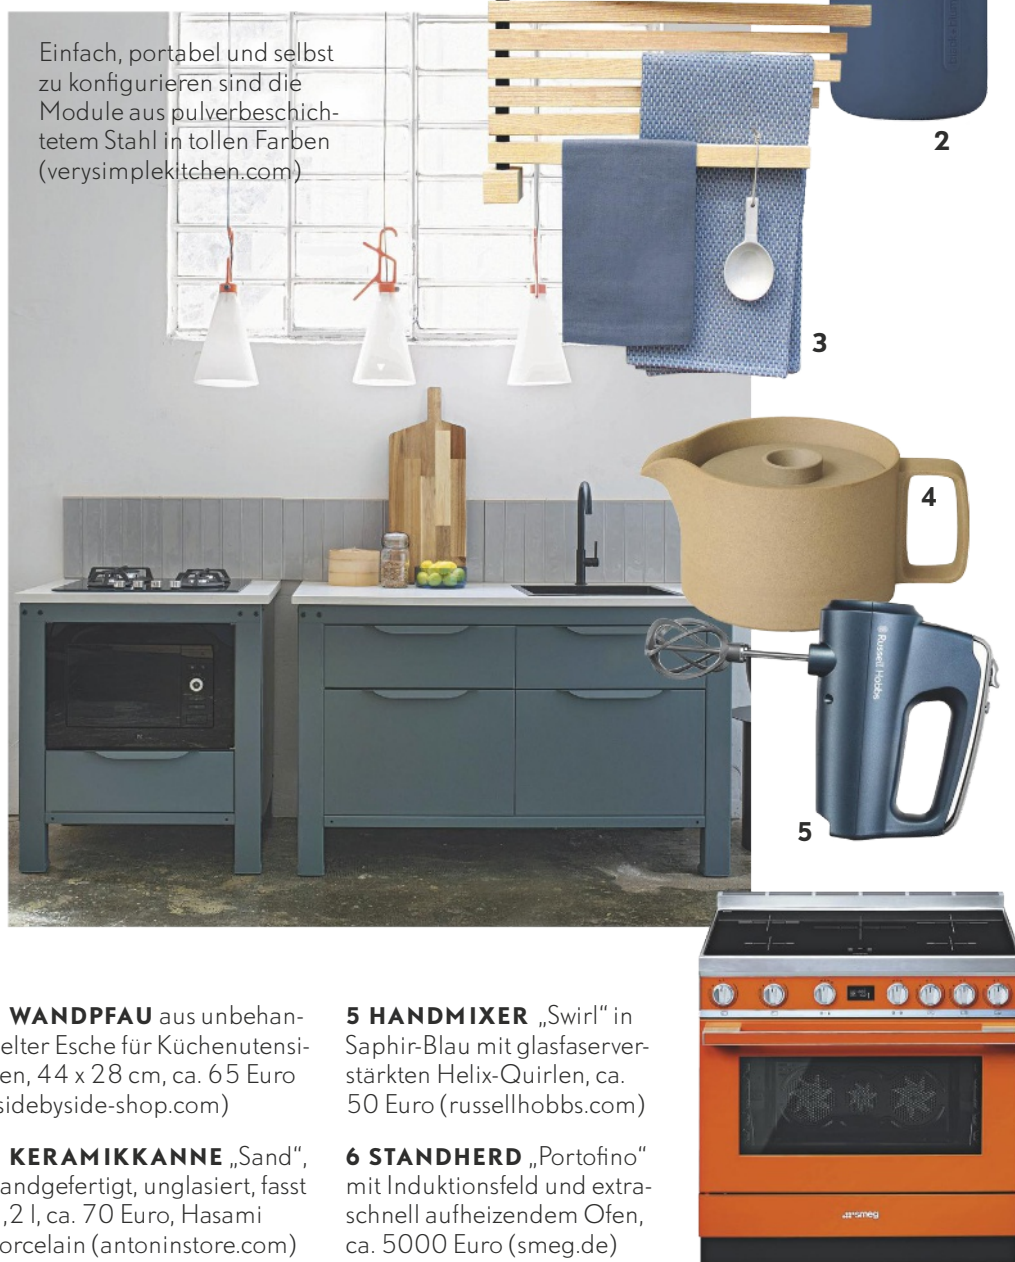 Einfach, portabel und selbst
zu konfigurieren sind die
Module aus pulverbeschich-
tetem Stahl in tollen Farben
(verysimplekitchen.com)
2
3
4
Russell Hobbs
5
WANDPFAU aus unbehan-
elter Esche für Küchenutensi-
en, 44 x 28 cm, ca. 65 Euro
sidebyside-shop.com)
KERAMIKKANNE „Sand“,
andgefertigt, unglasiert, fasst
,2 l, ca. 70 Euro, Hasami
orcelain (antoninstore.com)
5 HANDMIXER „Swirl“ in
Saphir-Blau mit glasfaserver-
stärkten Helix-Quirlen, ca.
50 Euro (russellhobbs.com)
6 STANDHERD „Portofino“
mit Induktionsfeld und extra-
schnell aufheizendem Ofen,
ca. 5000 Euro (smeg.de)
smeg